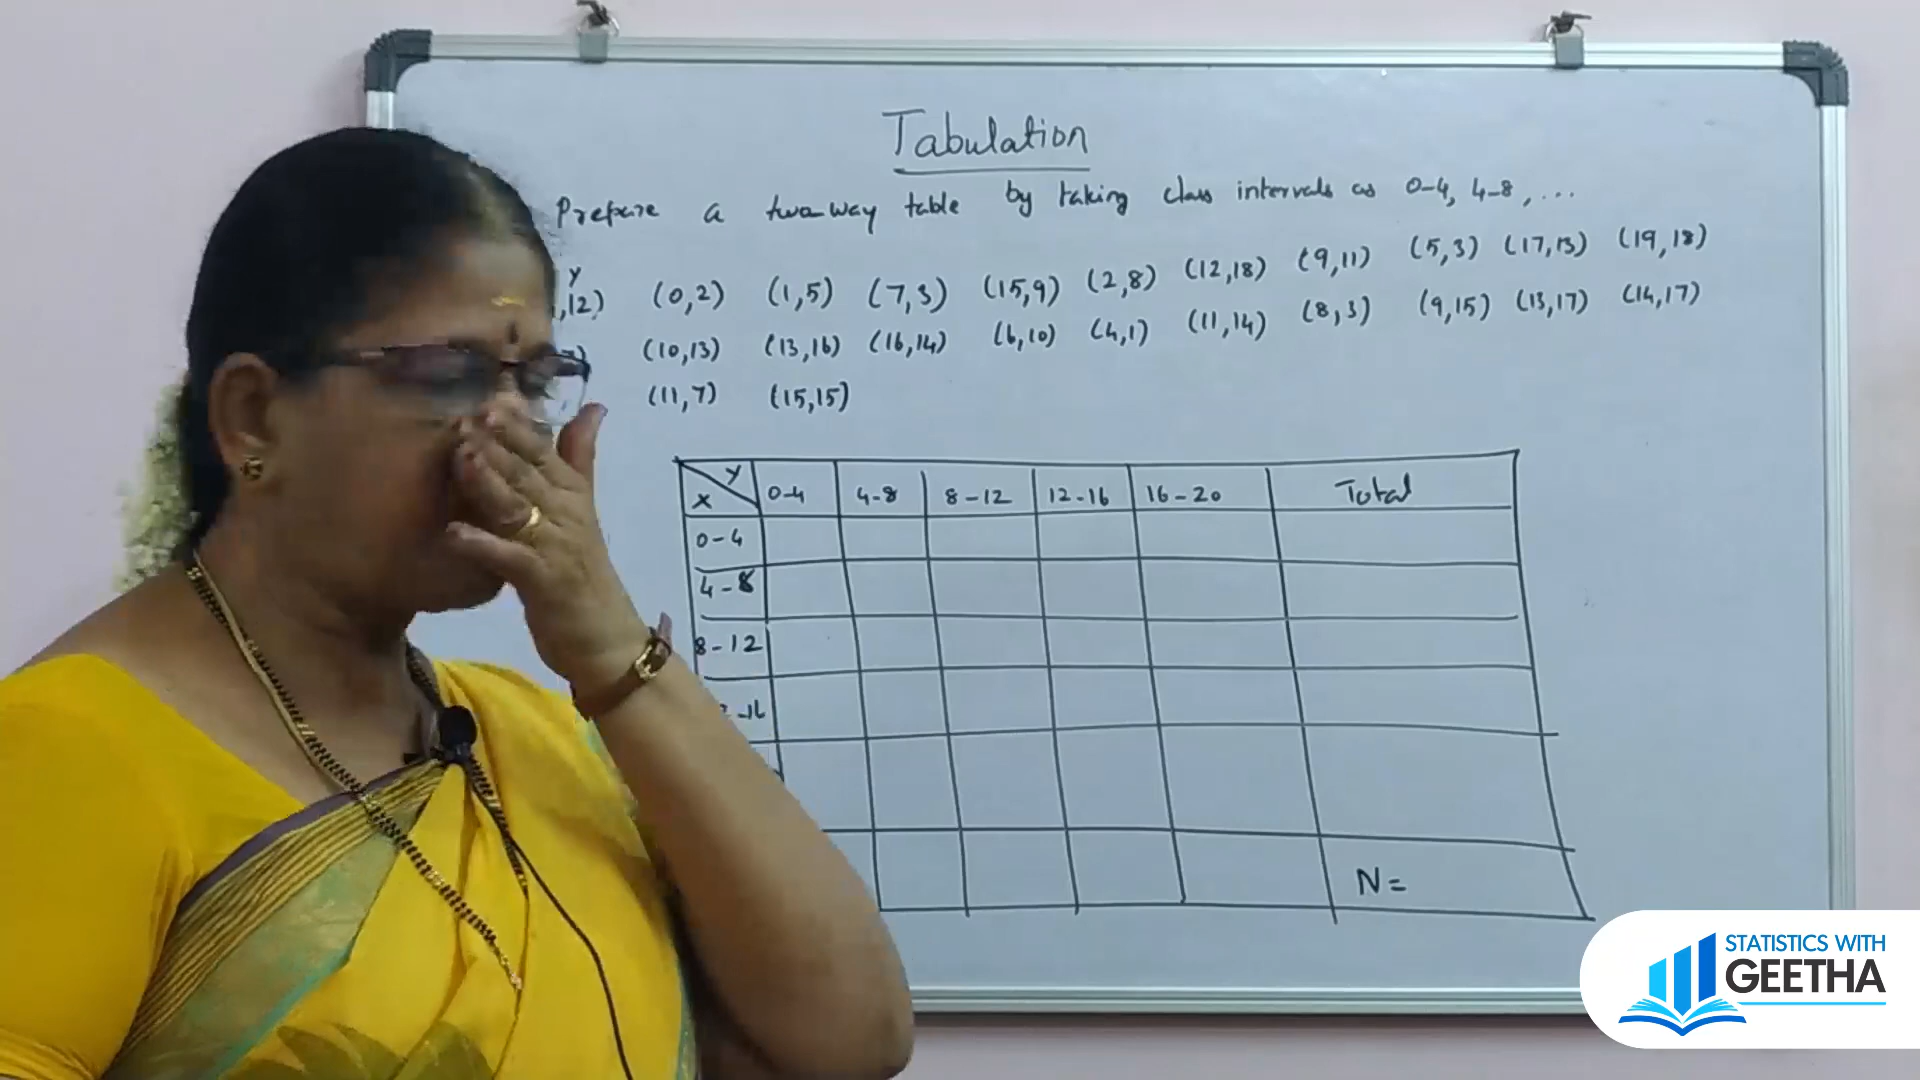 Tabulation
Prepare a two-way table by taking class intervals as 0-4, 4-8, ...
y
,12) (0,2) (1,5) (7,3) (15,9) (2,8) (12,18) (9,11) (5,3) (17,13) (19,18)
(10,13) (13,16) (16,14) (6,10) (4,1) (11,14) (8,3) (9,15) (13,17) (14,17)
(11,7) (15,15)
y
x 0-4 4-8 8-12 12-16 16-20 Total
0-4
4-8
8-12
-16
N=
STATISTICS WITH
GEETHA